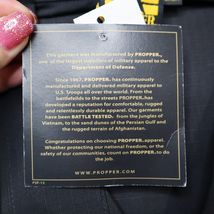 PROPPER
This garment was manufactured by PROPPER,
one of the largest suppliers of military apparel to the
Department of Defense.
Since 1967, PROPPER has continuously
manufactured and delivered military apparel to
U.S. troops all over the world. From the
battlefields to the streets PROPPER has
developed a reputation for comfortable, rugged
and relentlessly durable apparel. Our garments
have been BATTLE TESTED from the jungles of
Vietnam, to the sand dunes of the Persian Gulf and
the rugged terrain of Afghanistan.
Congratulations on choosing PROPPER apparel.
Whether protecting our national freedom, or the
safety of our communities, count on PROPPER to do
the job.
WWW.PROPPER.COM